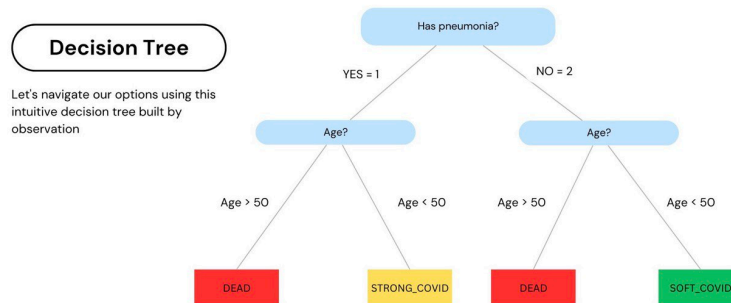 Decision Tree
Let's navigate our options using this
intuitive decision tree built by
observation
Has pneumonia?
YES = 1
NO = 2
Age?
Age?
Age > 50
Age < 50
Age > 50
Age < 50
DEAD
STRONG_COVID
DEAD
SOFT_COVID